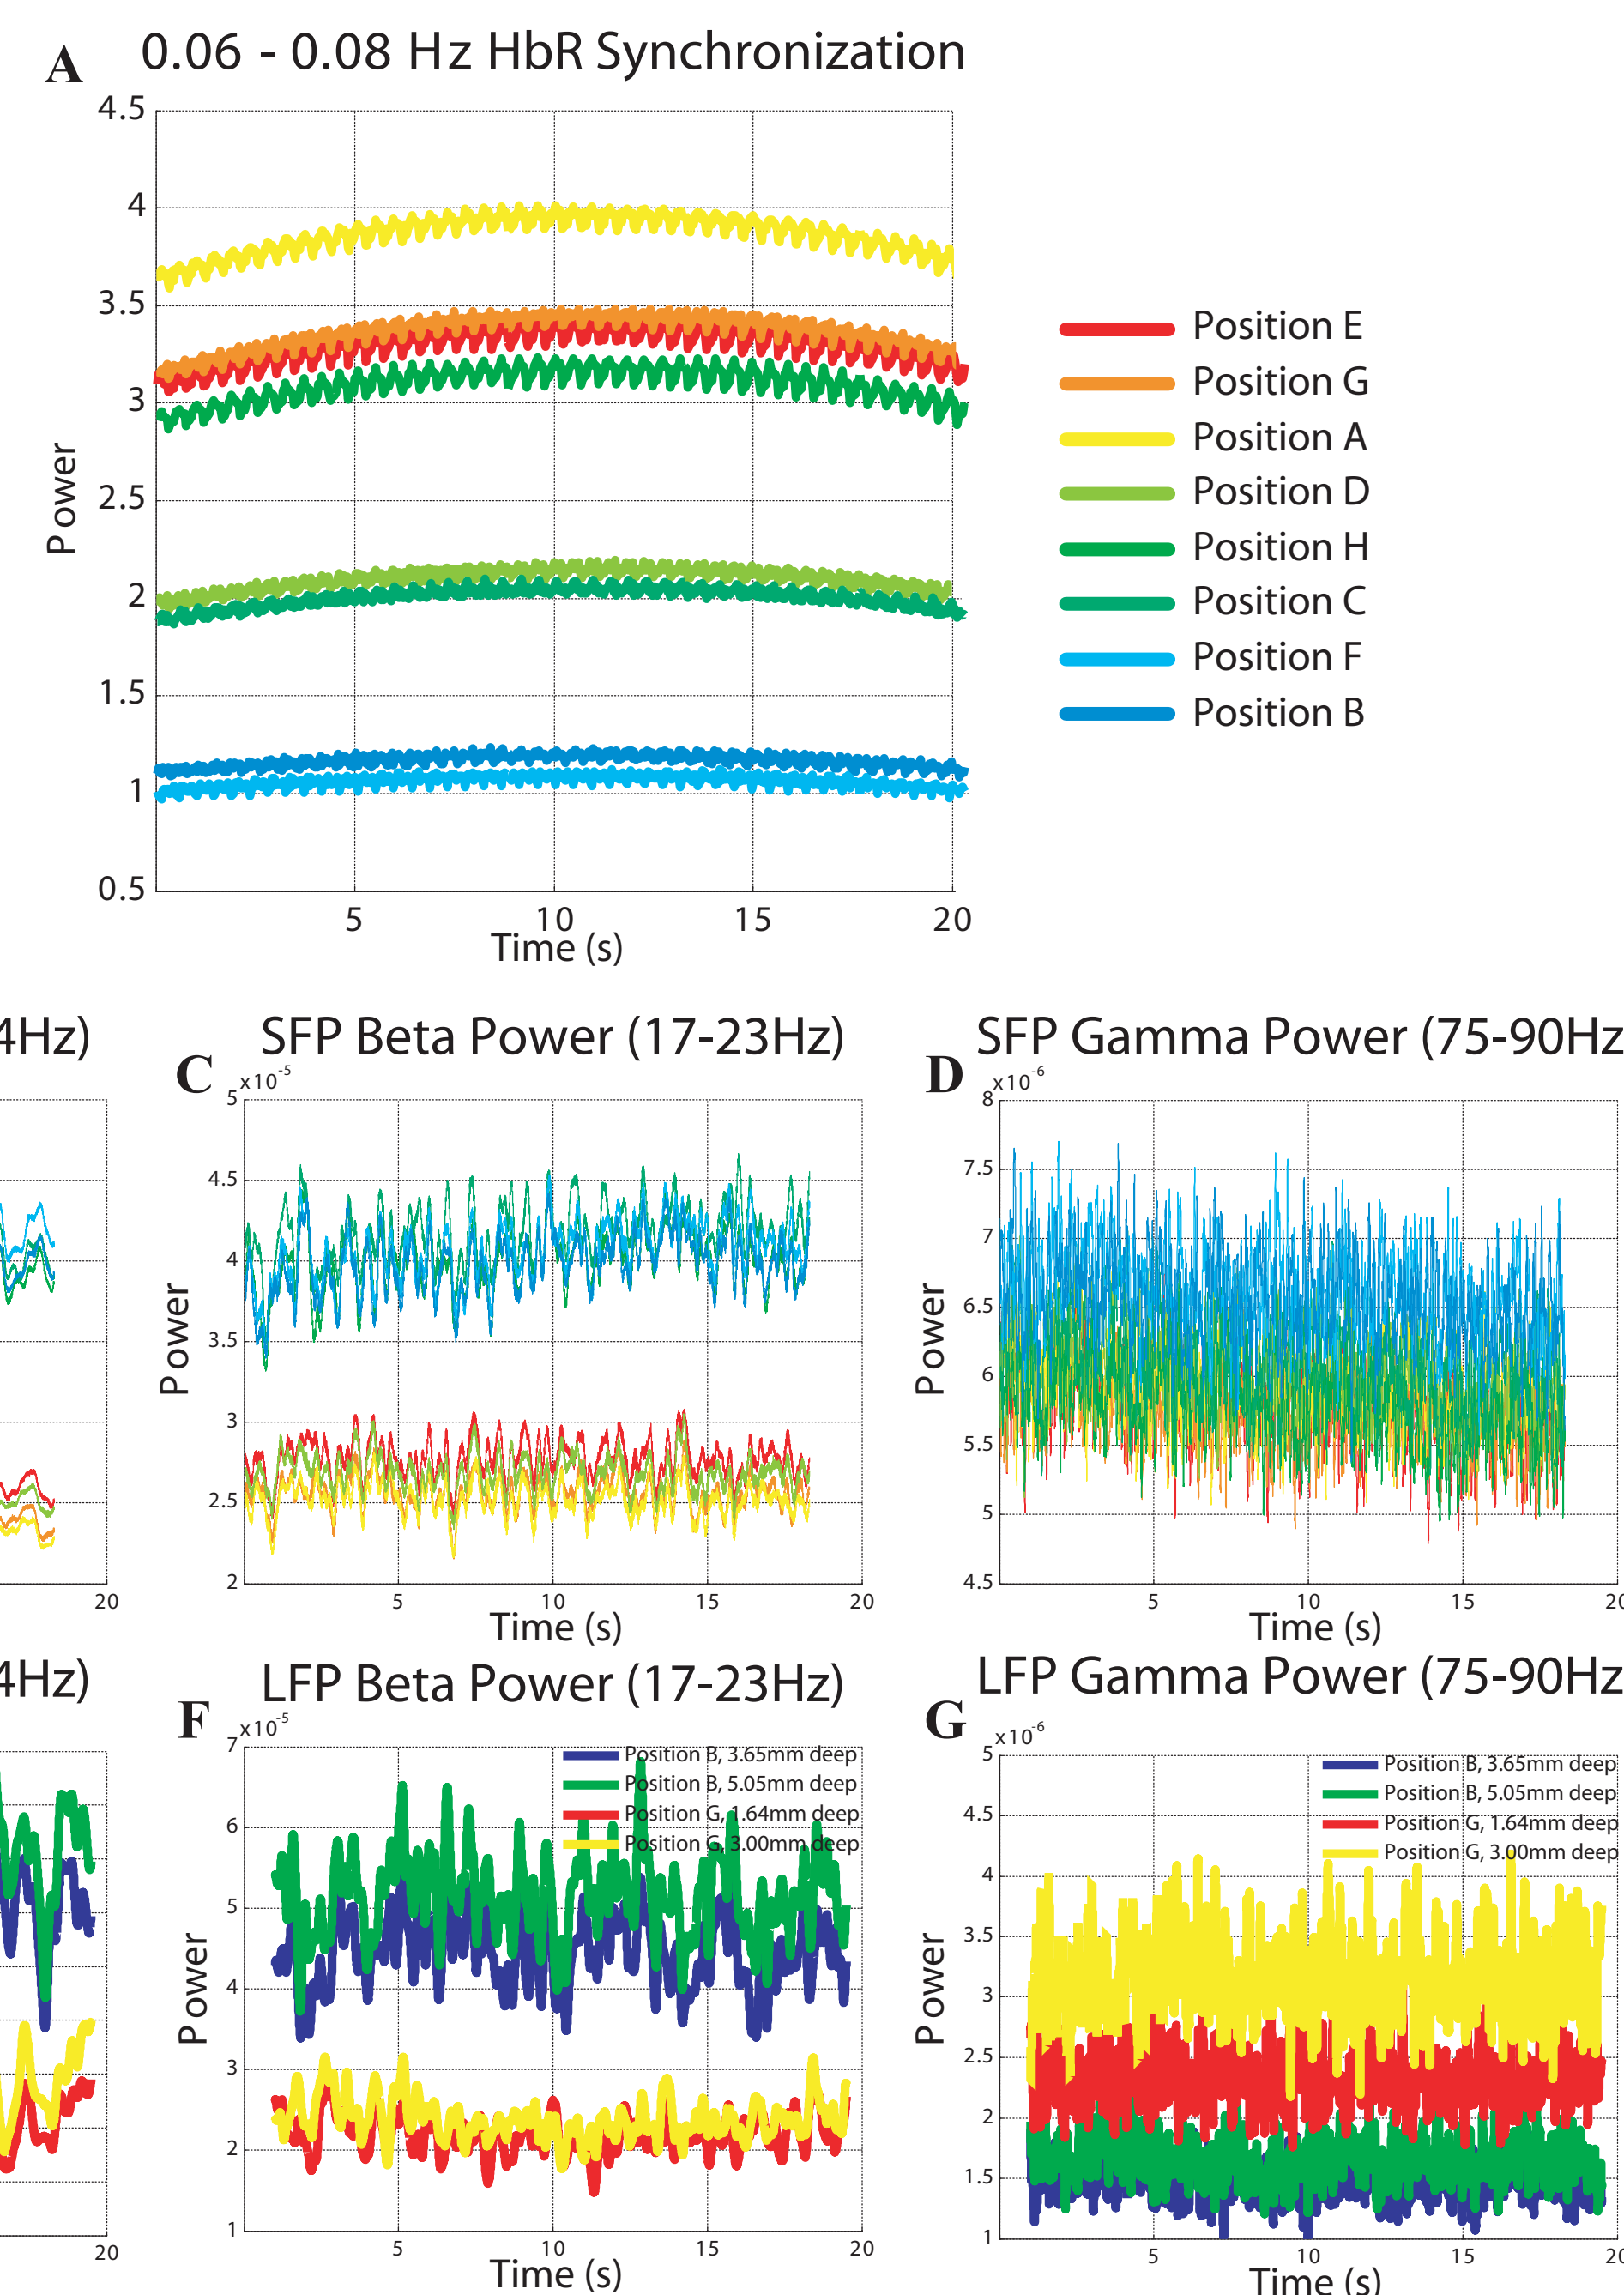 A 0.06 - 0.08 Hz HbR Synchronization
4.5
4
3.5
3
2.5
2
1.5
1
0.5
Power
5 10 15 20
Time (s)
Position E
Position G
Position A
Position D
Position H
Position C
Position F
Position B
4Hz)
20
C SFP Beta Power (17-23Hz)
x10-5
5
4.5
4
3.5
3
2.5
2
Power
5 10 15 20
Time (s)
D SFP Gamma Power (75-90Hz
x10-6
8
7.5
7
6.5
6
5.5
5
4.5
Power
5 10 15 20
Time (s)
4Hz)
20
F LFP Beta Power (17-23Hz)
x10-5
7
6
5
4
3
2
1
Power
Position B, 3.65mm deep
Position B, 5.05mm deep
Position G, 1.64mm deep
Position G, 3.00mm deep
5 10 15 20
Time (s)
G LFP Gamma Power (75-90Hz
x10-6
5
4.5
4
3.5
3
2.5
2
1.5
1
Power
Position B, 3.65mm deep
Position B, 5.05mm deep
Position G, 1.64mm deep
Position G, 3.00mm deep
5 10 15 20
Time (s)